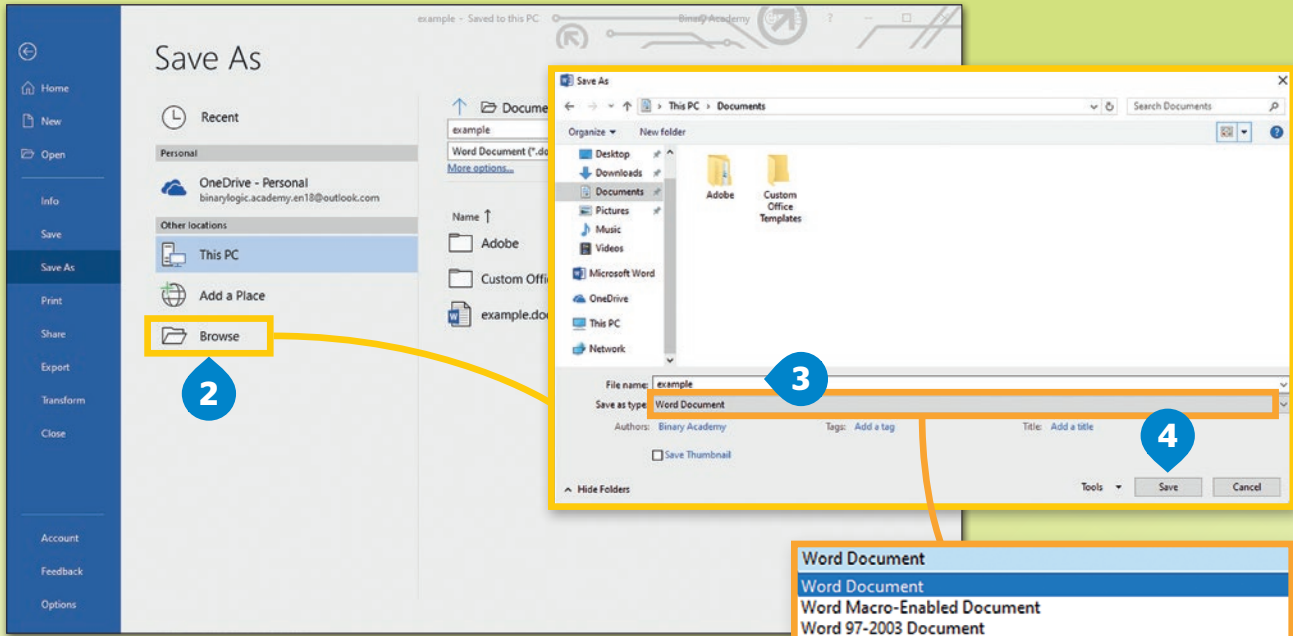 example - Saved to this PC
Binary Academy
?
Save As
Home
New
Open
Info
Save
Save As
Print
Share
Export
Transform
Close
Account
Feedback
Options
Recent
Personal
OneDrive - Personal
binarylogic.academy.en18@outlook.com
Other locations
This PC
Add a Place
Browse
2
Docume
example
Word Document (*.do
More options...
Name ↑
Adobe
Custom Offi
example.do
Save As
This PC > Documents
Search Documents
Organize
New folder
Desktop
Downloads
Documents
Pictures
Music
Videos
Microsoft Word
OneDrive
This PC
Network
Adobe
Custom
Office
Templates
File name: example
3
Save as type: Word Document
Authors: Binary Academy
Tags: Add a tag
Title: Add a title
4
Save Thumbnail
Hide Folders
Tools
Save
Cancel
Word Document
Word Document
Word Macro-Enabled Document
Word 97-2003 Document